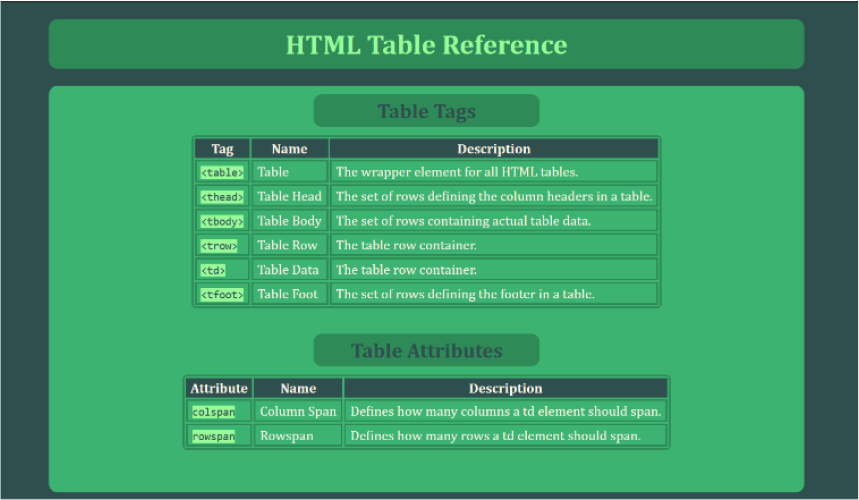 HTML Table Reference
Table Tags
Tag Name Description
<table> Table The wrapper element for all HTML tables.
<thead> Table Head The set of rows defining the column headers in a table.
<tbody> Table Body The set of rows containing actual table data.
<trow> Table Row The table row container.
<td> Table Data The table row container.
<tfoot> Table Foot The set of rows defining the footer in a table.
Table Attributes
Attribute Name Description
colspan Column Span Defines how many columns a td element should span.
rowspan Rowspan Defines how many rows a td element should span.